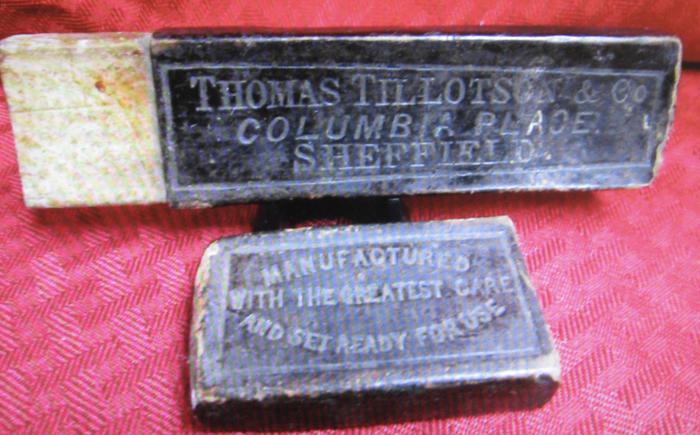 THOMAS TILLOTSON & CO
COLUMBIA PLACE
SHEFFIELD
MANUFACTURED
WITH THE GREATEST CARE
AND SET READY FOR USE